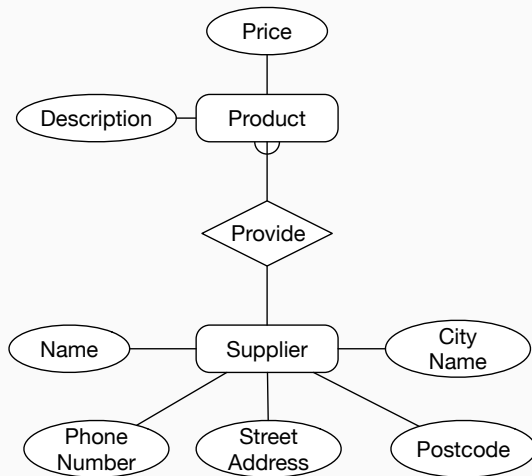 Price
Description
Product
Provide
Name
Supplier
City
Name
Phone
Number
Street
Address
Postcode